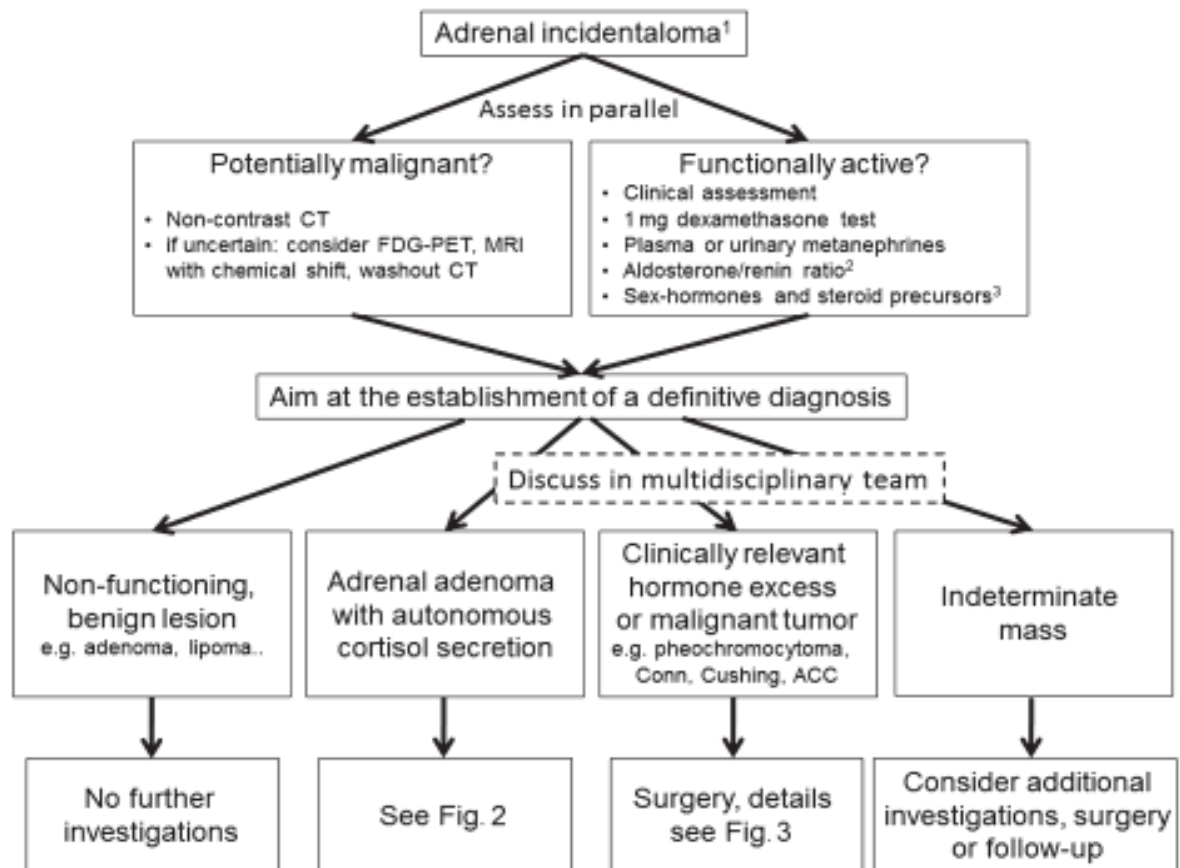 Adrenal incidentaloma¹
Assess in parallel
Potentially malignant?
• Non-contrast CT
• if uncertain: consider FDG-PET, MRI
with chemical shift, washout CT
Functionally active?
• Clinical assessment
• 1 mg dexamethasone test
• Plasma or urinary metanephrines
• Aldosterone/renin ratio²
• Sex-hormones and steroid precursors³
Aim at the establishment of a definitive diagnosis
Discuss in multidisciplinary team
Non-functioning,
benign lesion
e.g. adenoma, lipoma..
Adrenal adenoma
with autonomous
cortisol secretion
Clinically relevant
hormone excess
or malignant tumor
e.g. pheochromocytoma,
Conn, Cushing, ACC
Indeterminate
mass
No further
investigations
See Fig. 2
Surgery, details
see Fig. 3
Consider additional
investigations, surgery
or follow-up